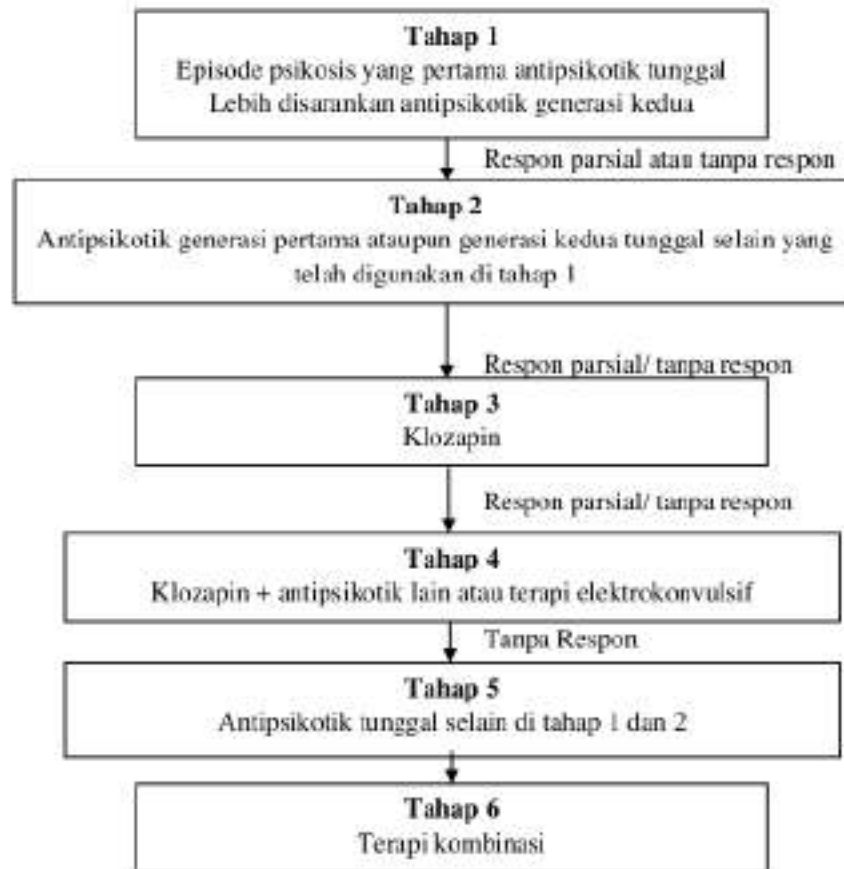 Tahap 1
Episode psikosis yang pertama antipsikotik tunggal
Lebih disarankan antipsikotik generasi kedua
Respon parsial atau tanpa respon
Tahap 2
Antipsikotik generasi pertama ataupun generasi kedua tunggal selain yang
telah digunakan di tahap 1
Respon parsial/ tanpa respon
Tahap 3
Klozapin
Respon parsial/ tanpa respon
Tahap 4
Klozapin + antipsikotik lain atau terapi elektrokonvulsif
Tanpa Respon
Tahap 5
Antipsikotik tunggal selain di tahap 1 dan 2
Tahap 6
Terapi kombinasi